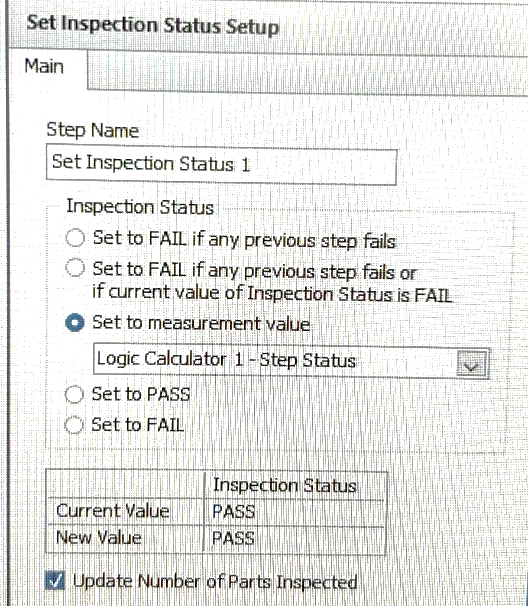 Set Inspection Status Setup
Main
Step Name
Set Inspection Status 1
Inspection Status
Set to FAIL if any previous step fails
Set to FAIL if any previous step fails or
if current value of Inspection Status is FAIL
Set to measurement value
Logic Calculator 1 - Step Status
Set to PASS
Set to FAIL
Inspection Status
Current Value PASS
New Value PASS
Update Number of Parts Inspected